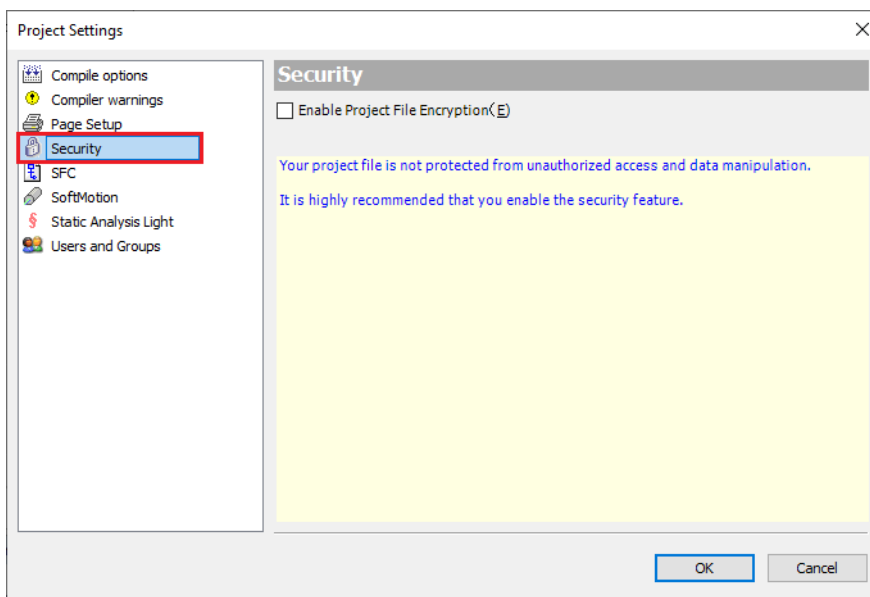 Project Settings
Compile options
Compiler warnings
Page Setup
Security
SFC
SoftMotion
Static Analysis Light
Users and Groups
Security
Enable Project File Encryption(E)
Your project file is not protected from unauthorized access and data manipulation.
It is highly recommended that you enable the security feature.
OK
Cancel